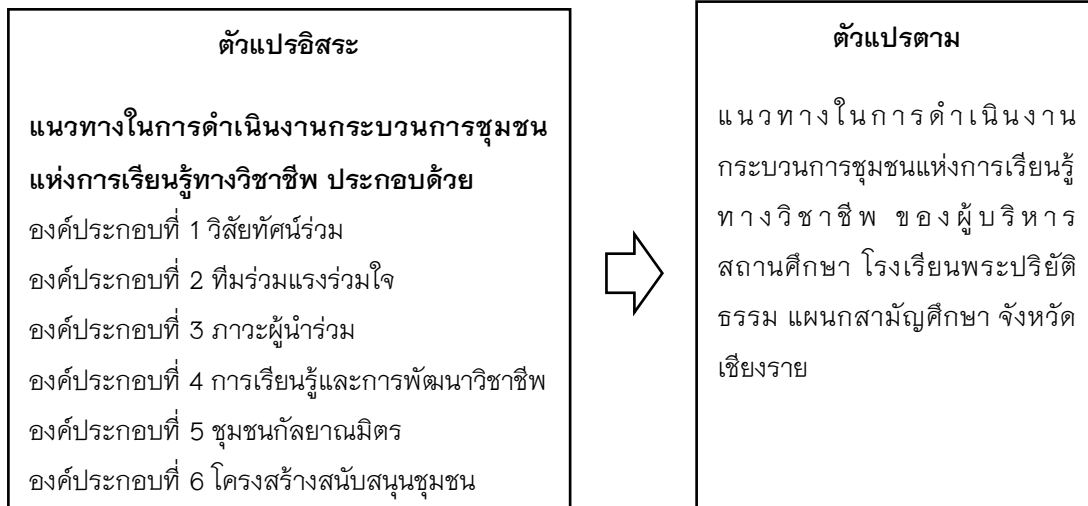 ตัวแปรอิสระ
แนวทางในการดำเนินงานกระบวนการชุมชน
แห่งการเรียนรู้ทางวิชาชีพ ประกอบด้วย
องค์ประกอบที่ 1 วิสัยทัศน์ร่วม
องค์ประกอบที่ 2 ทีมร่วมแรงร่วมใจ
องค์ประกอบที่ 3 ภาวะผู้นำร่วม
องค์ประกอบที่ 4 การเรียนรู้และการพัฒนาวิชาชีพ
องค์ประกอบที่ 5 ชุมชนกัลยาณมิตร
องค์ประกอบที่ 6 โครงสร้างสนับสนุนชุมชน
ตัวแปรตาม
แนวทางในการดำเนินงาน
กระบวนการชุมชนแห่งการเรียนรู้
ทางวิชาชีพ ของผู้บริหาร
สถานศึกษา โรงเรียนพระปริยัติ
ธรรม แผนกสามัญศึกษา จังหวัด
เชียงราย